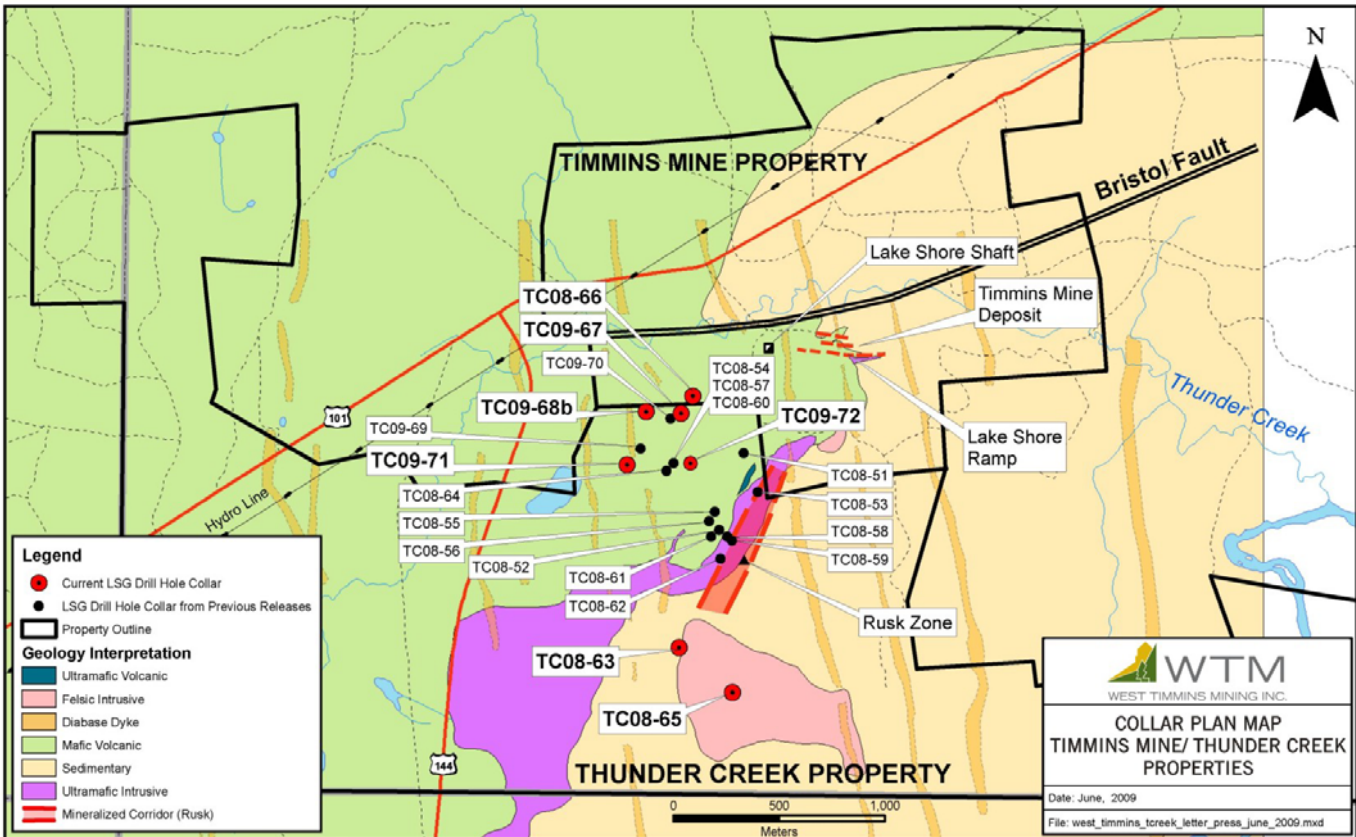 N
TIMMINS MINE PROPERTY
Bristol Fault
Lake Shore Shaft
TC08-66
Timmins Mine
Deposit
TC09-67
TC09-70
TC08-54
TC08-57
TC08-60
Thunder Creek
TC09-68b
TC09-72
101
TC09-69
Lake Shore
Ramp
TC09-71
TC08-51
TC08-64
TC08-53
Hydro Line
TC08-55
TC08-58
TC08-56
TC08-59
TC08-52
TC08-61
TC08-62
Rusk Zone
TC08-63
TC08-65
144
THUNDER CREEK PROPERTY
0 500 1,000
Meters
Legend
Current LSG Drill Hole Collar
LSG Drill Hole Collar from Previous Releases
Property Outline
Geology Interpretation
Ultramafic Volcanic
Felsic Intrusive
Diabase Dyke
Mafic Volcanic
Sedimentary
Ultramafic Intrusive
Mineralized Corridor (Rusk)
WTM
WEST TIMMINS MINING INC.
COLLAR PLAN MAP
TIMMINS MINE/ THUNDER CREEK
PROPERTIES
Date: June, 2009
File: west_timmins_tcreek_letter_press_june_2009.mxd